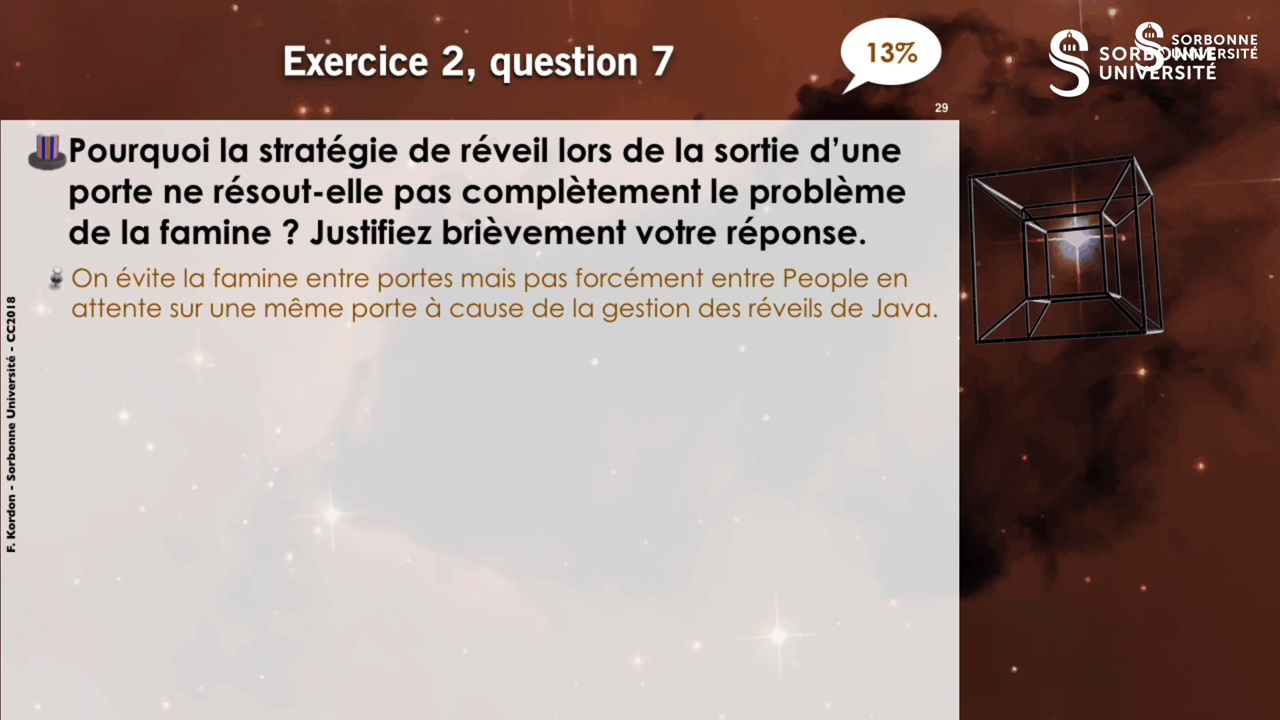 Exercice 2, question 7
13%
SORBONNE
UNIVERSITÉ
SORBONNE
UNIVERSITÉ
29
Pourquoi la stratégie de réveil lors de la sortie d’une
porte ne résout-elle pas complètement le problème
de la famine ? Justifiez brièvement votre réponse.
On évite la famine entre portes mais pas forcément entre People en
attente sur une même porte à cause de la gestion des réveils de Java.
F. Kordon - Sorbonne Université - CC2018